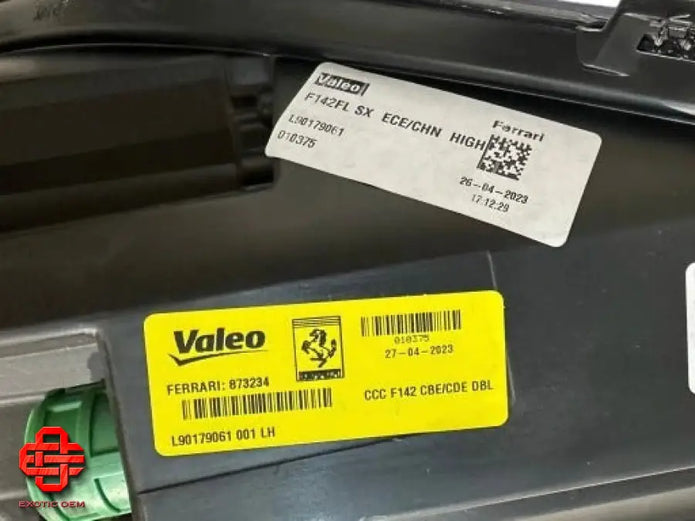 Valeo
F142FL SX ECE/CHN HIGH
Ferrari
L90179061
010375
26-04-2023
17:12:29
Valeo
010375
27-04-2023
FERRARI: 873234
CCC F142 CBE/CDE DBL
L90179061 001 LH
EXOTIC OEM